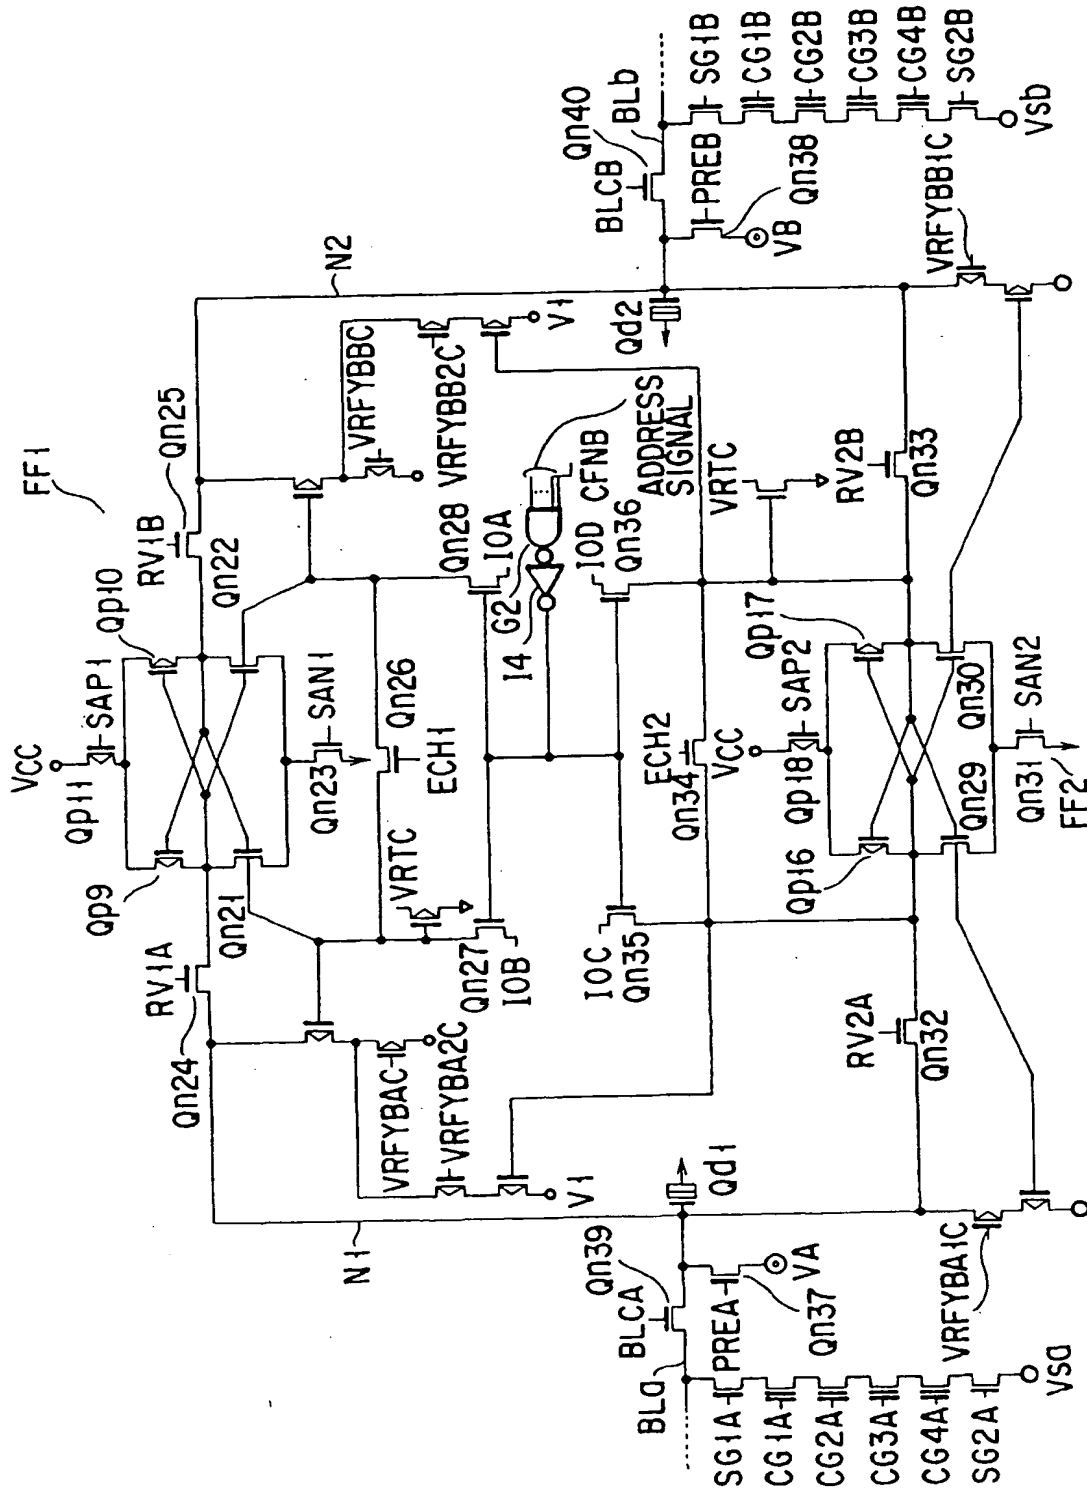 FF1
VCC
Qp11
SAP1
Qp10
Qp9
RV1B
Qn25
RV1A
Qn24
Qn21
Qn22
Qn23
SAN1
N2
VRFYBBC
VRFYBB2C
V1
VRTC
Qn26
ECH1
Qn28
IOA
Qn27
IOB
VRFYBAC
VRFYBA2C
V1
N1
G2
I4
CFNB
ADDRESS
SIGNAL
IOD
Qn36
IOC
Qn35
Qd1
Qd2
BLCB
Qn40
BLb
PREB
Qn38
VB
SG1B
CG1B
CG2B
CG3B
CG4B
SG2B
Vsb
BLCA
Qn39
BLa
PREA
Qn37
VA
SG1A
CG1A
CG2A
CG3A
CG4A
SG2A
Vsa
ECH2
Qn34
VRTC
RV2B
Qn33
RV2A
Qn32
VCC
Qp18
SAP2
Qp17
Qp16
Qn29
Qn30
Qn31
SAN2
FF2
VRFYBB1C
VRFYBA1C